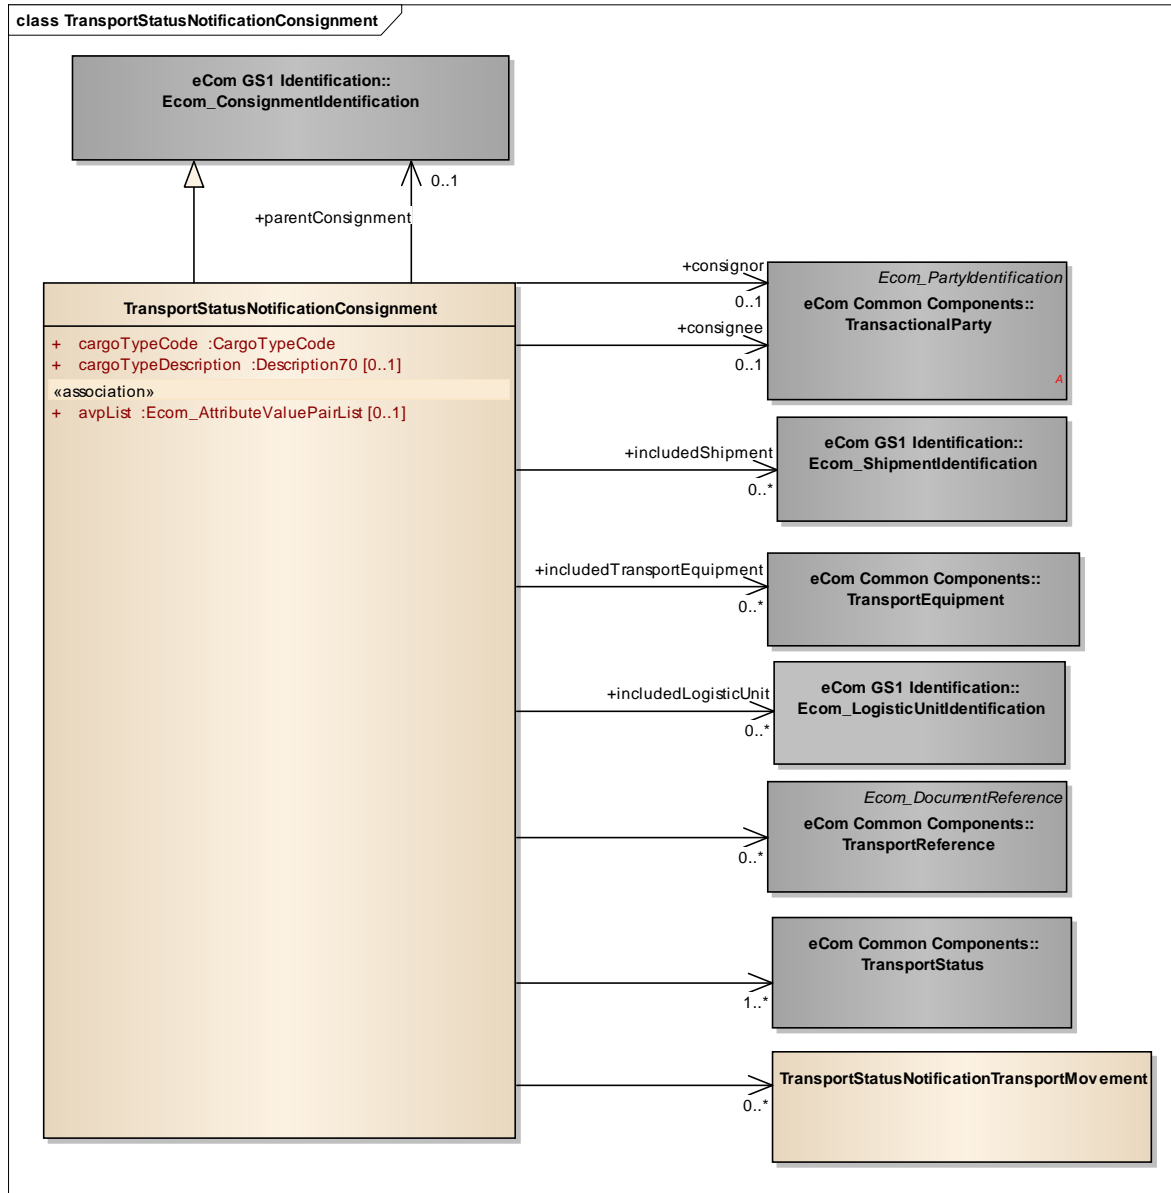 class TransportStatusNotificationConsignment
eCom GS1 Identification::
Ecom_ConsignmentIdentification
0..1
+parentConsignment
TransportStatusNotificationConsignment
+ cargoTypeCode :CargoTypeCode
+ cargoTypeDescription :Description70 [0..1]
«association»
+ avpList :Ecom_AttributeValuePairList [0..1]
+consignor
0..1
+consignee
0..1
Ecom_PartyIdentification
eCom Common Components::
TransactionalParty
A
+includedShipment
0..*
eCom GS1 Identification::
Ecom_ShipmentIdentification
+includedTransportEquipment
0..*
eCom Common Components::
TransportEquipment
+includedLogisticUnit
0..*
eCom GS1 Identification::
Ecom_LogisticUnitIdentification
0..*
Ecom_DocumentReference
eCom Common Components::
TransportReference
1..*
eCom Common Components::
TransportStatus
0..*
TransportStatusNotificationTransportMovement